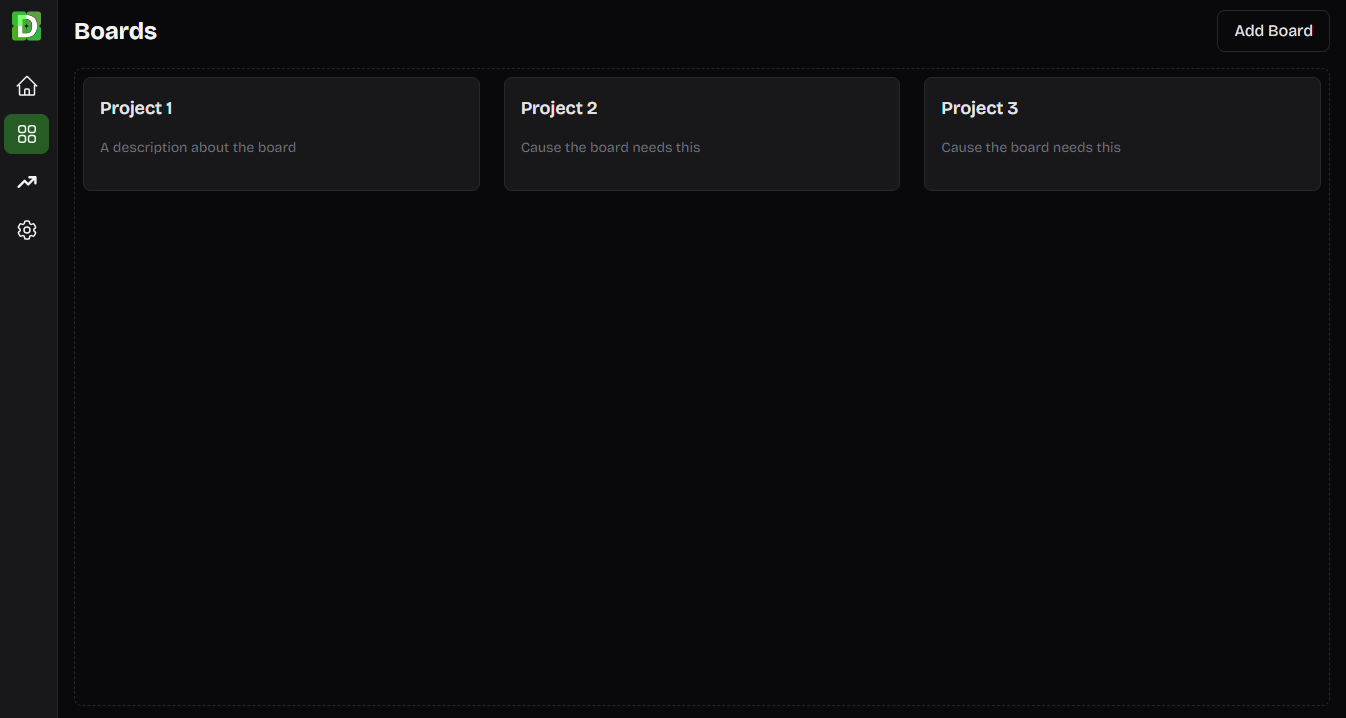 D
Boards
Add Board
Project 1
A description about the board
Project 2
Cause the board needs this
Project 3
Cause the board needs this